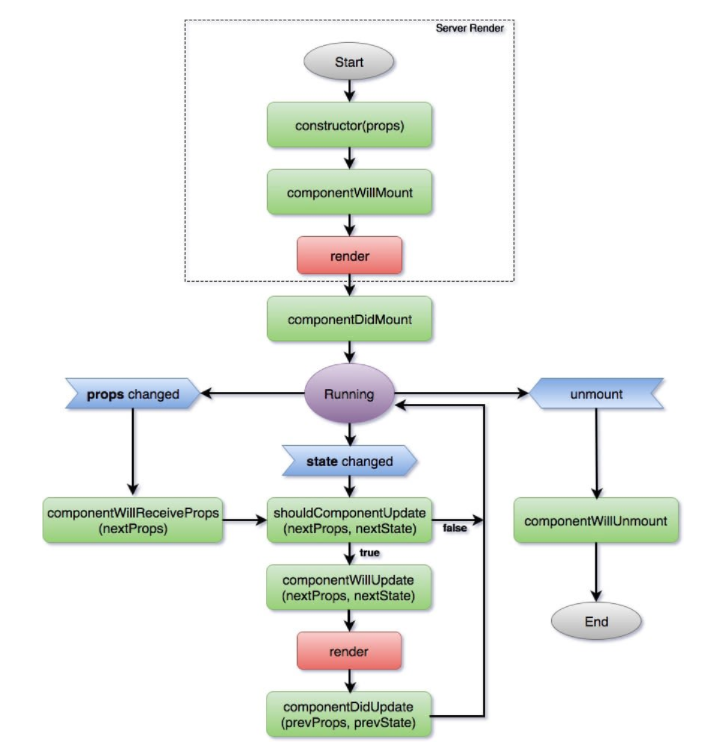 Server Render
Start
constructor(props)
componentWillMount
render
componentDidMount
props changed
Running
unmount
state changed
componentWillReceiveProps
(nextProps)
shouldComponentUpdate
(nextProps, nextState)
false
componentWillUnmount
true
componentWillUpdate
(nextProps, nextState)
End
render
componentDidUpdate
(prevProps, prevState)